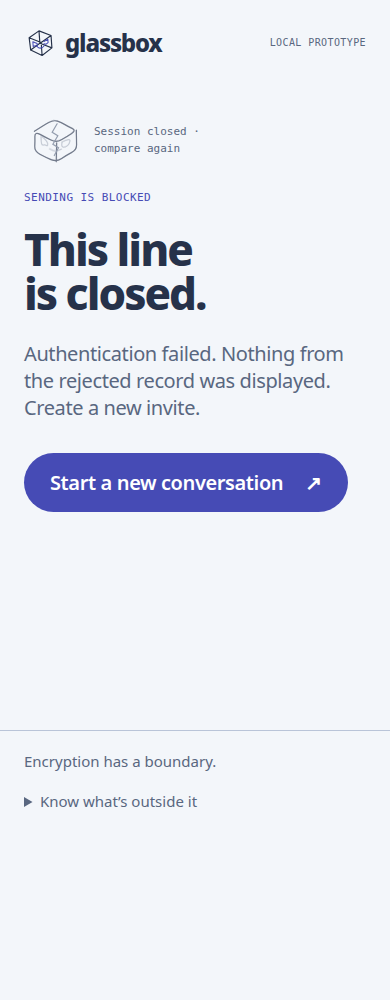 glassbox
LOCAL PROTOTYPE
Session closed ·
compare again
SENDING IS BLOCKED
This line
is closed.
Authentication failed. Nothing from
the rejected record was displayed.
Create a new invite.
Start a new conversation ↗
Encryption has a boundary.
▶ Know what’s outside it